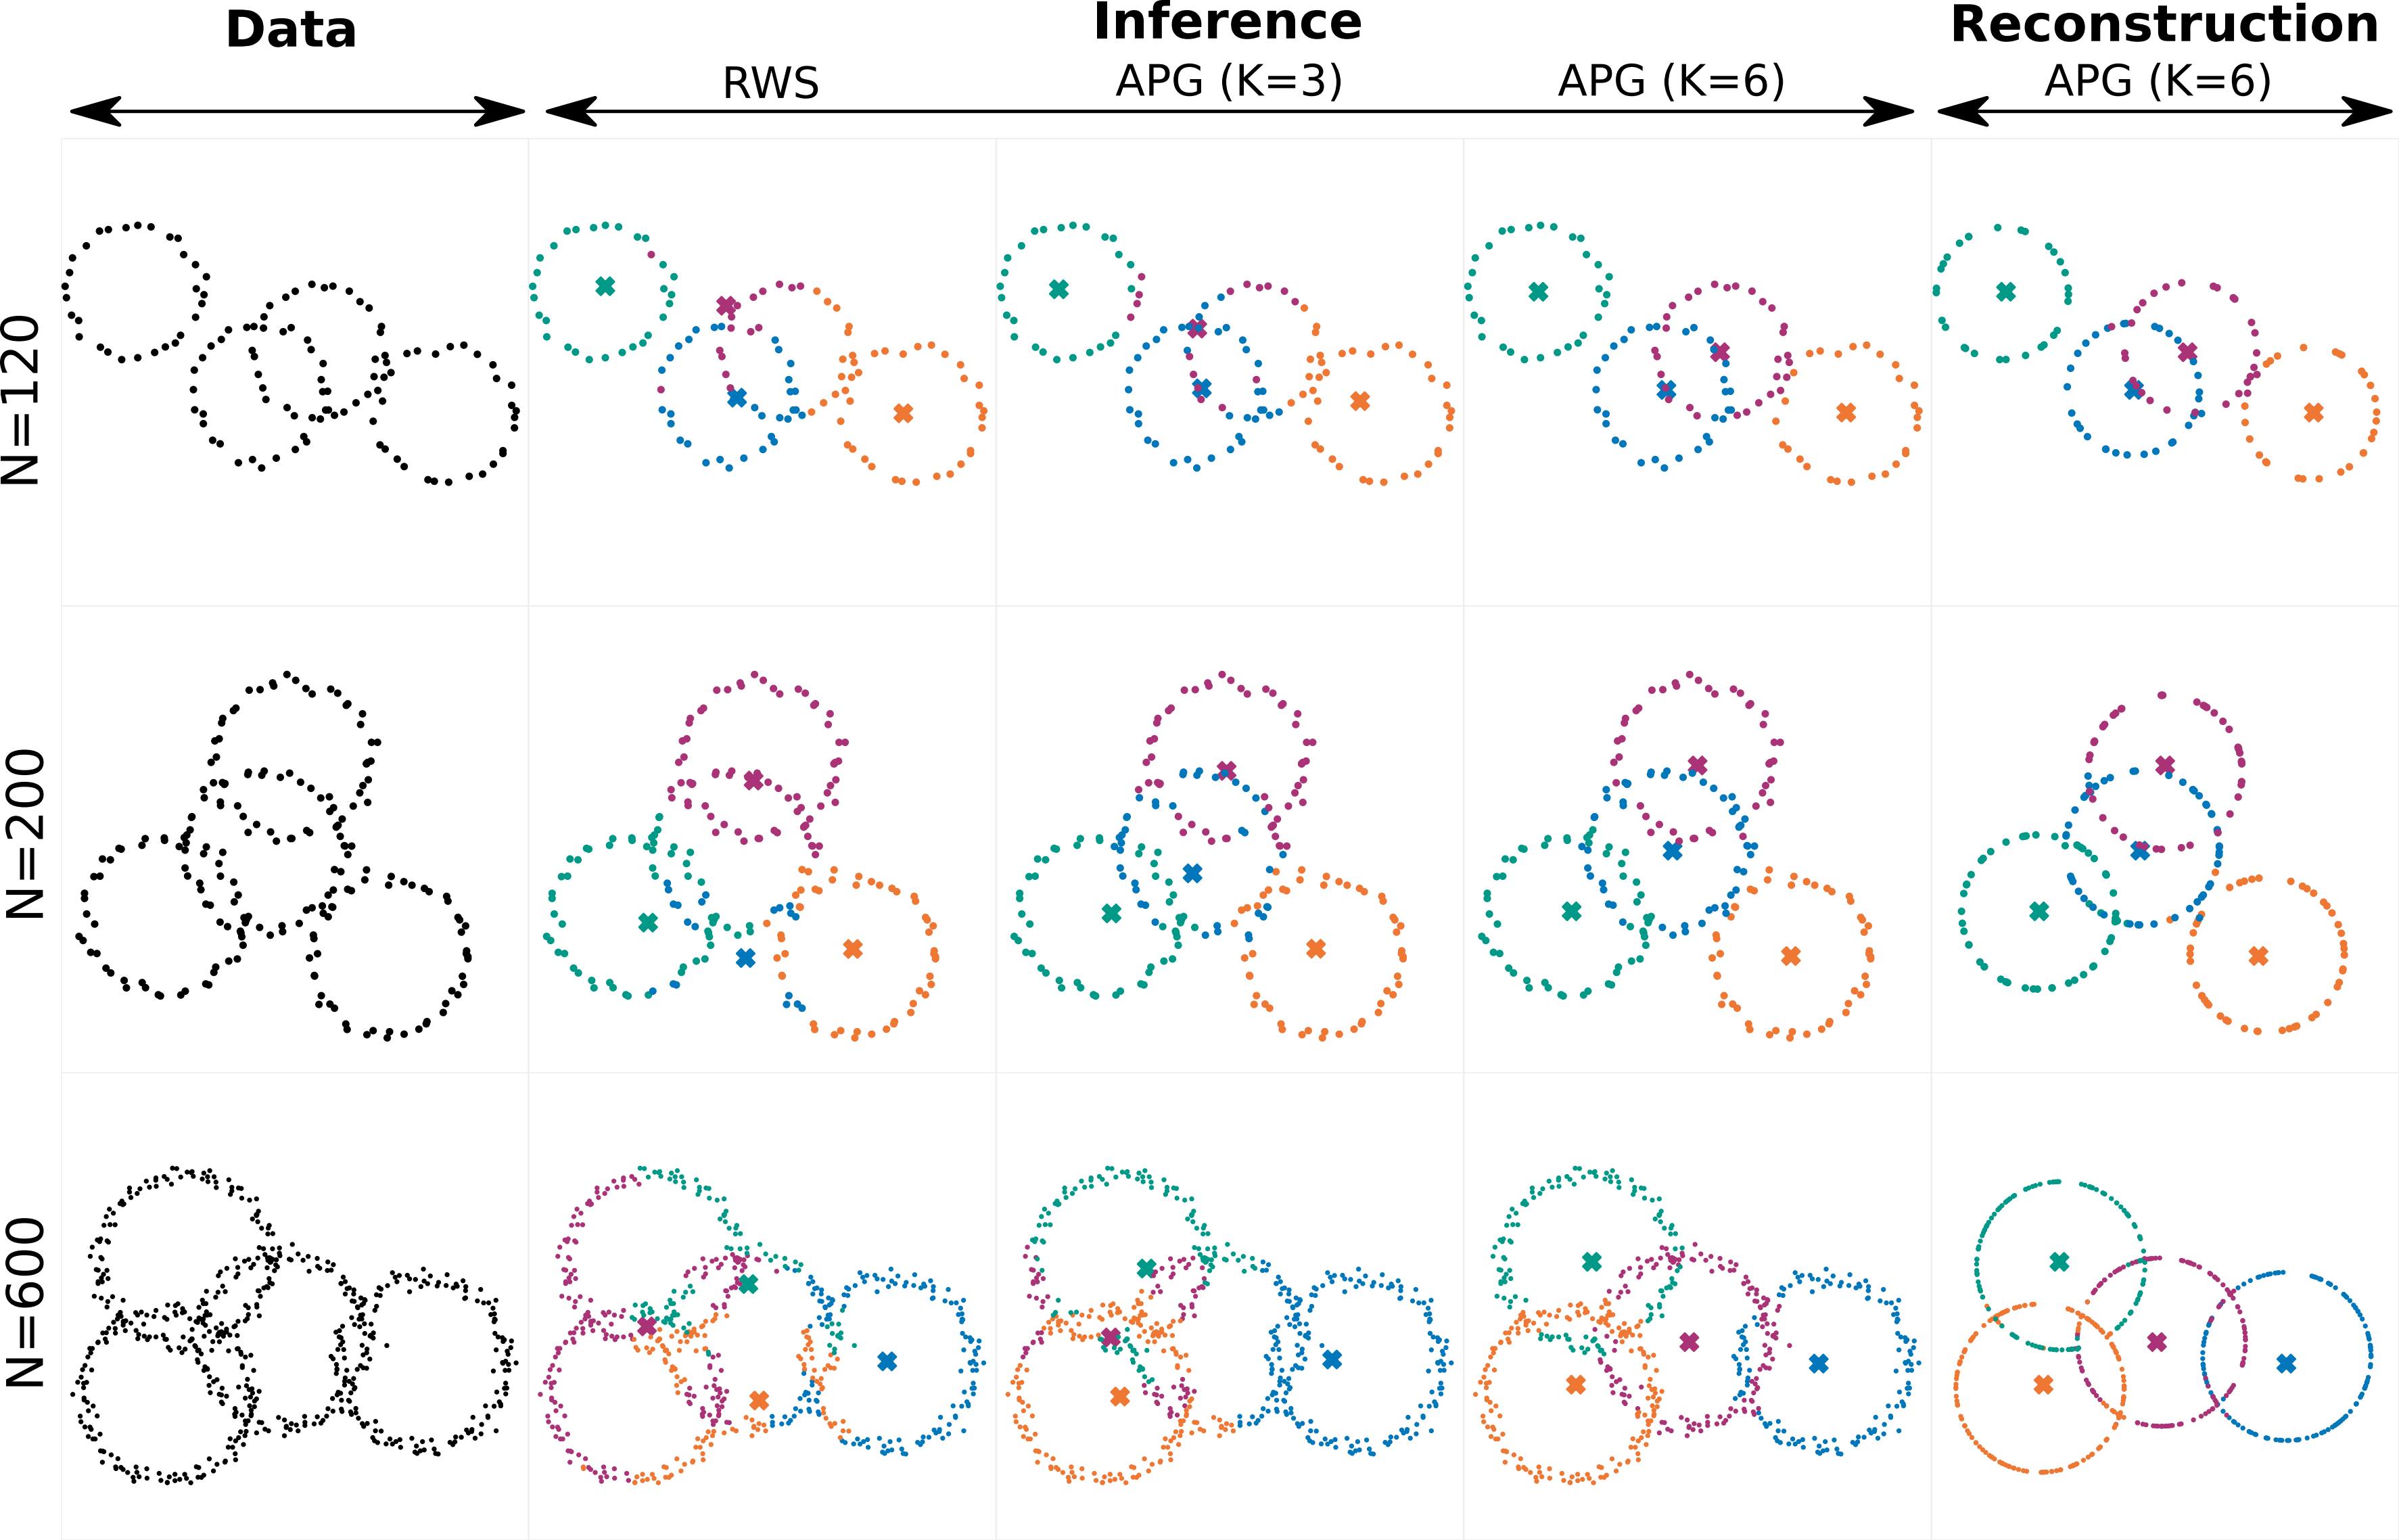 Data
Inference
Reconstruction
RWS
APG (K=3)
APG (K=6)
APG (K=6)
N=120
N=200
N=600